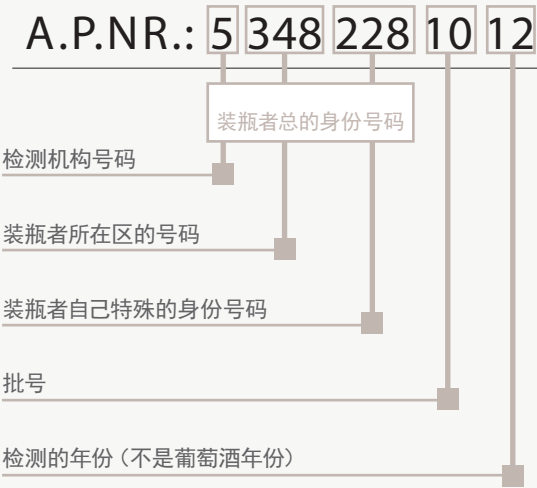 A.P.NR.: 5 348 228 10 12
装瓶者总的身份号码
检测机构号码
装瓶者所在区的号码
装瓶者自己特殊的身份号码
批号
检测的年份（不是葡萄酒年份）